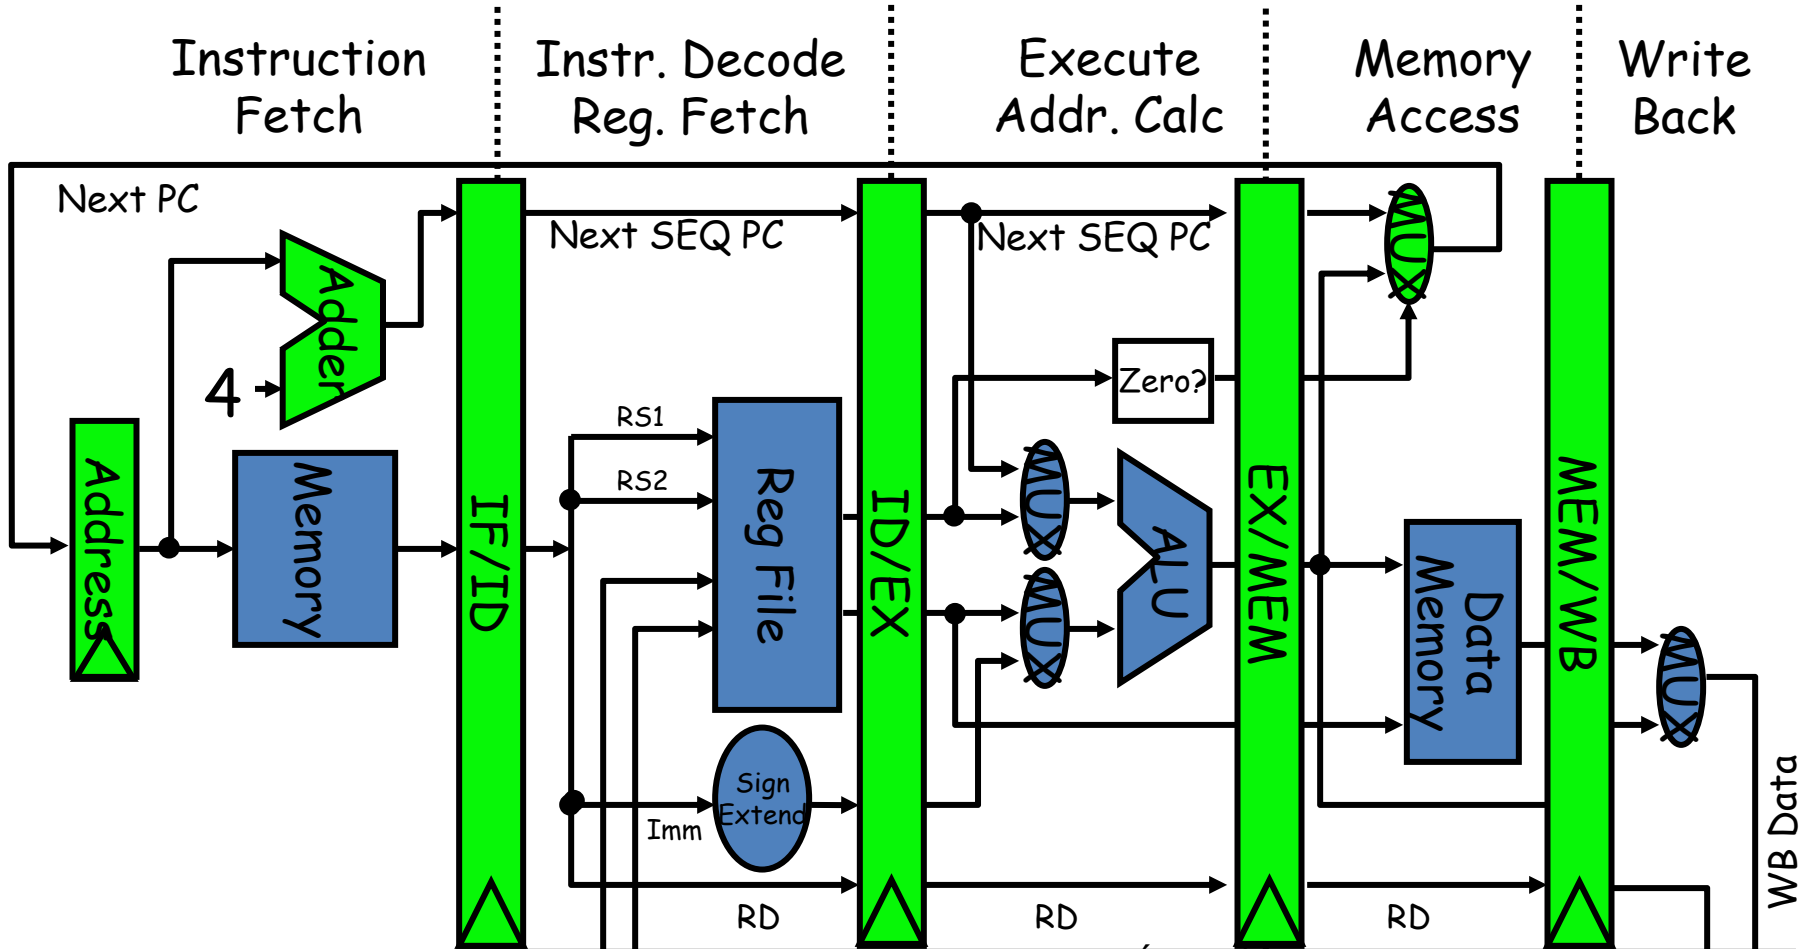 Instruction
Fetch
Instr. Decode
Reg. Fetch
Execute
Addr. Calc
Memory
Access
Write
Back
Next PC
Next SEQ PC
Next SEQ PC
MUX
Adder
4
Zero?
RS1
RS2
Address
Memory
IF/ID
Reg File
ID/EX
MUX
MUX
ALU
EX/MEM
Data
Memory
MEM/WB
MUX
Sign
Extend
Imm
WB Data
RD
RD
RD